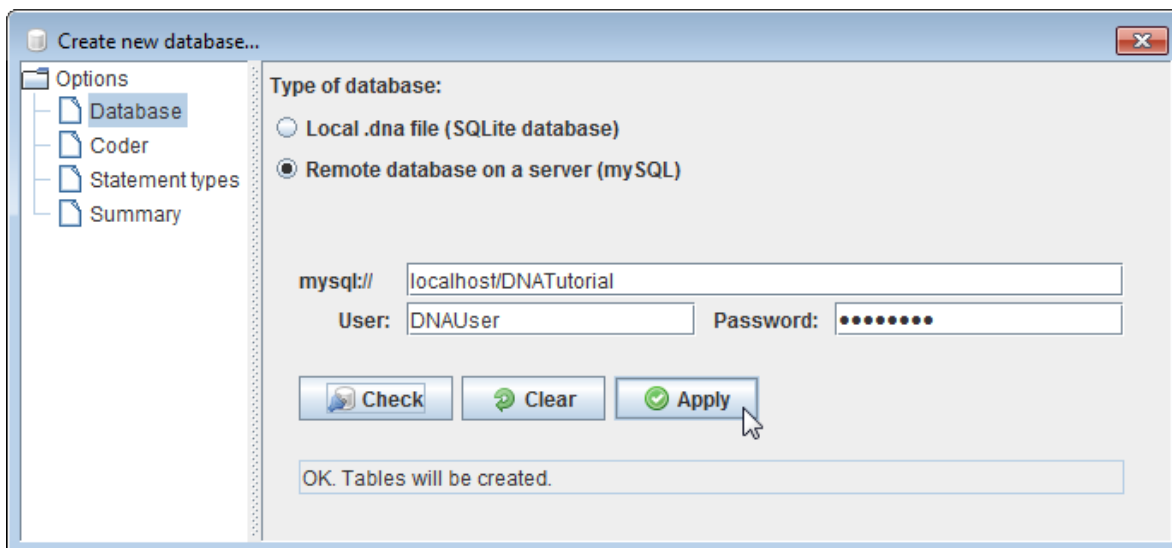 Create new database...
Options
Database
Coder
Statement types
Summary
Type of database:
Local .dna file (SQLite database)
Remote database on a server (mySQL)
mysql:// localhost/DNATutorial
User: DNAUser Password: ••••••••
Check Clear Apply
OK. Tables will be created.